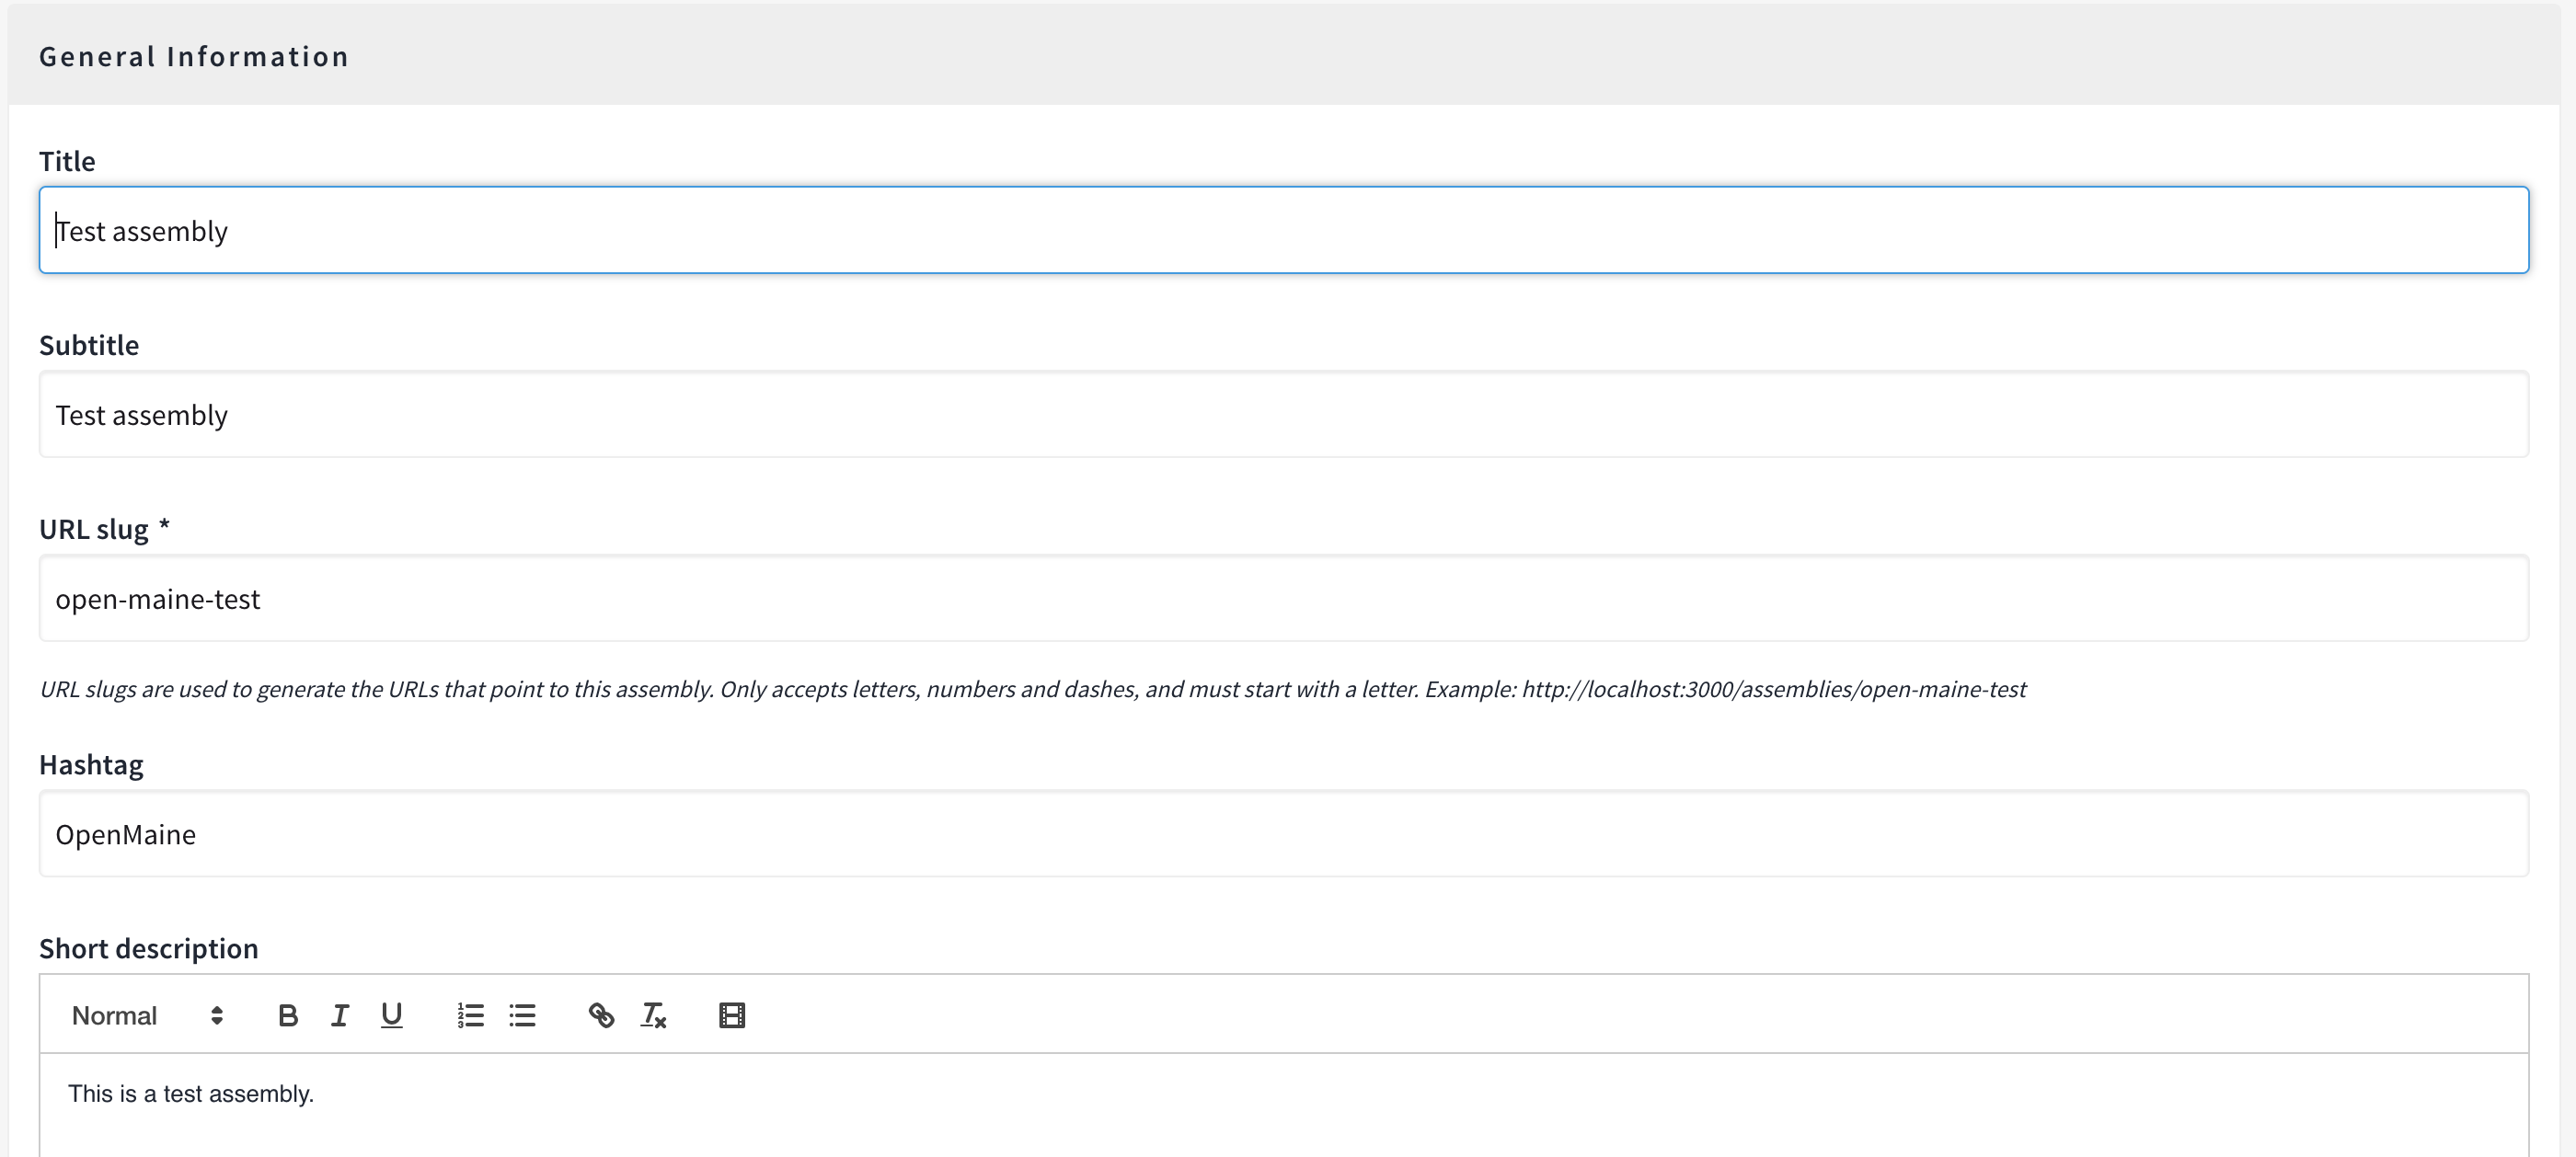 General Information
Title
Test assembly
Subtitle
Test assembly
URL slug *
open-maine-test
URL slugs are used to generate the URLs that point to this assembly. Only accepts letters, numbers and dashes, and must start with a letter. Example: http://localhost:3000/assemblies/open-maine-test
Hashtag
OpenMaine
Short description
Normal
This is a test assembly.